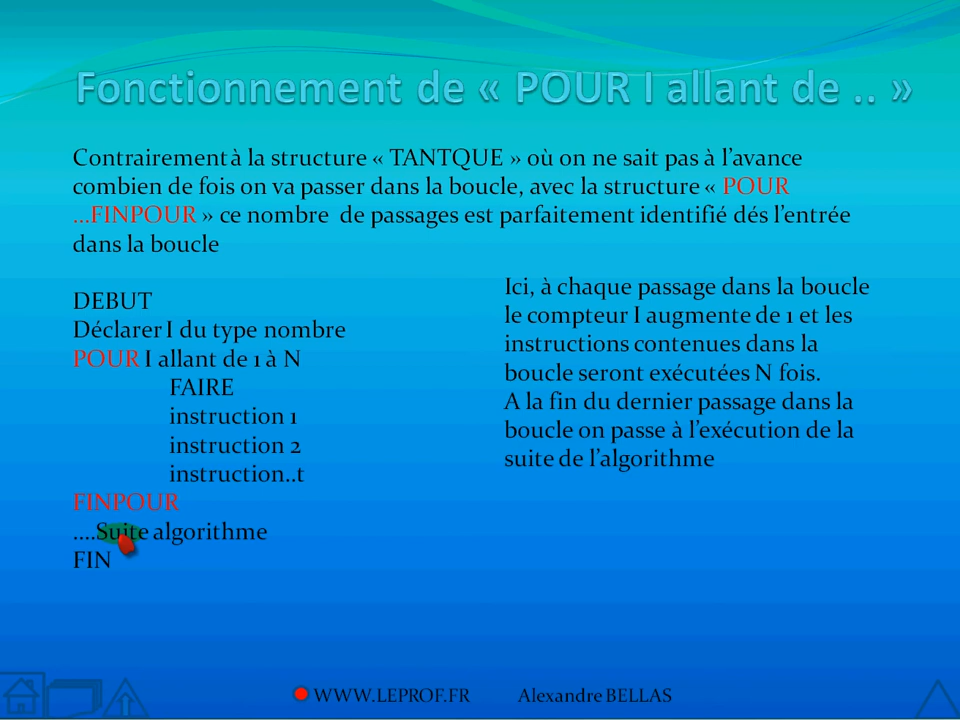 Fonctionnement de « POUR I allant de .. »
Contrairement à la structure « TANTQUE » où on ne sait pas à l’avance
combien de fois on va passer dans la boucle, avec la structure « POUR
...FINPOUR » ce nombre de passages est parfaitement identifié dés l’entrée
dans la boucle
DEBUT
Déclarer I du type nombre
POUR I allant de 1 à N
FAIRE
instruction 1
instruction 2
instruction..t
FINPOUR
....Suite algorithme
FIN
Ici, à chaque passage dans la boucle
le compteur I augmente de 1 et les
instructions contenues dans la
boucle seront exécutées N fois.
A la fin du dernier passage dans la
boucle on passe à l’exécution de la
suite de l’algorithme
WWW.LEPROF.FR Alexandre BELLAS